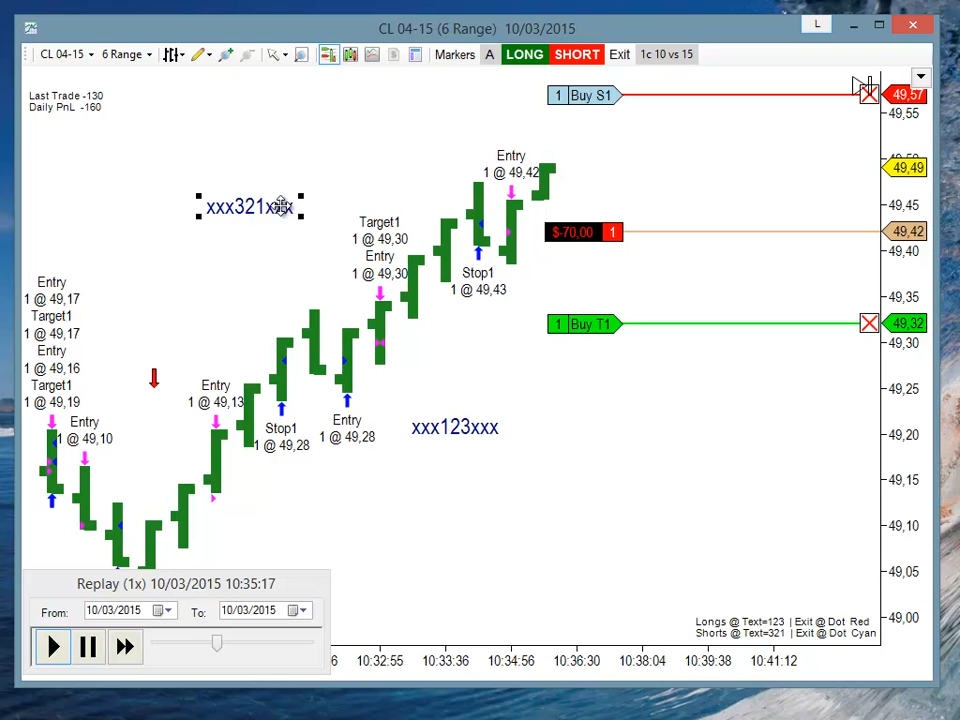 CL 04-15 (6 Range) 10/03/2015
L
CL 04-15 6 Range Markers A LONG SHORT Exit 1c 10 vs 15
Last Trade -130
Daily PnL -160
1 Buy S1
49,57
49,55
Entry
1 @ 49,42
49,49
xxx321xxx
49,45
Target1
1 @ 49,30
Entry
1 @ 49,30
$-70,00 1
49,42
49,40
Stop1
1 @ 49,43
Entry
1 @ 49,17
Target1
1 @ 49,17
Entry
1 @ 49,16
Target1
1 @ 49,19
49,35
1 Buy T1
49,32
49,30
Entry
1 @ 49,13
49,25
Entry
1 @ 49,10
Stop1
1 @ 49,28
Entry
1 @ 49,28
xxx123xxx
49,20
49,15
49,10
49,05
49,00
Replay (1x) 10/03/2015 10:35:17
From: 10/03/2015 To: 10/03/2015
Longs @ Text=123 | Exit @ Dot Red
Shorts @ Text=321 | Exit @ Dot Cyan
10:32:55 10:33:36 10:34:56 10:36:30 10:38:04 10:39:38 10:41:12